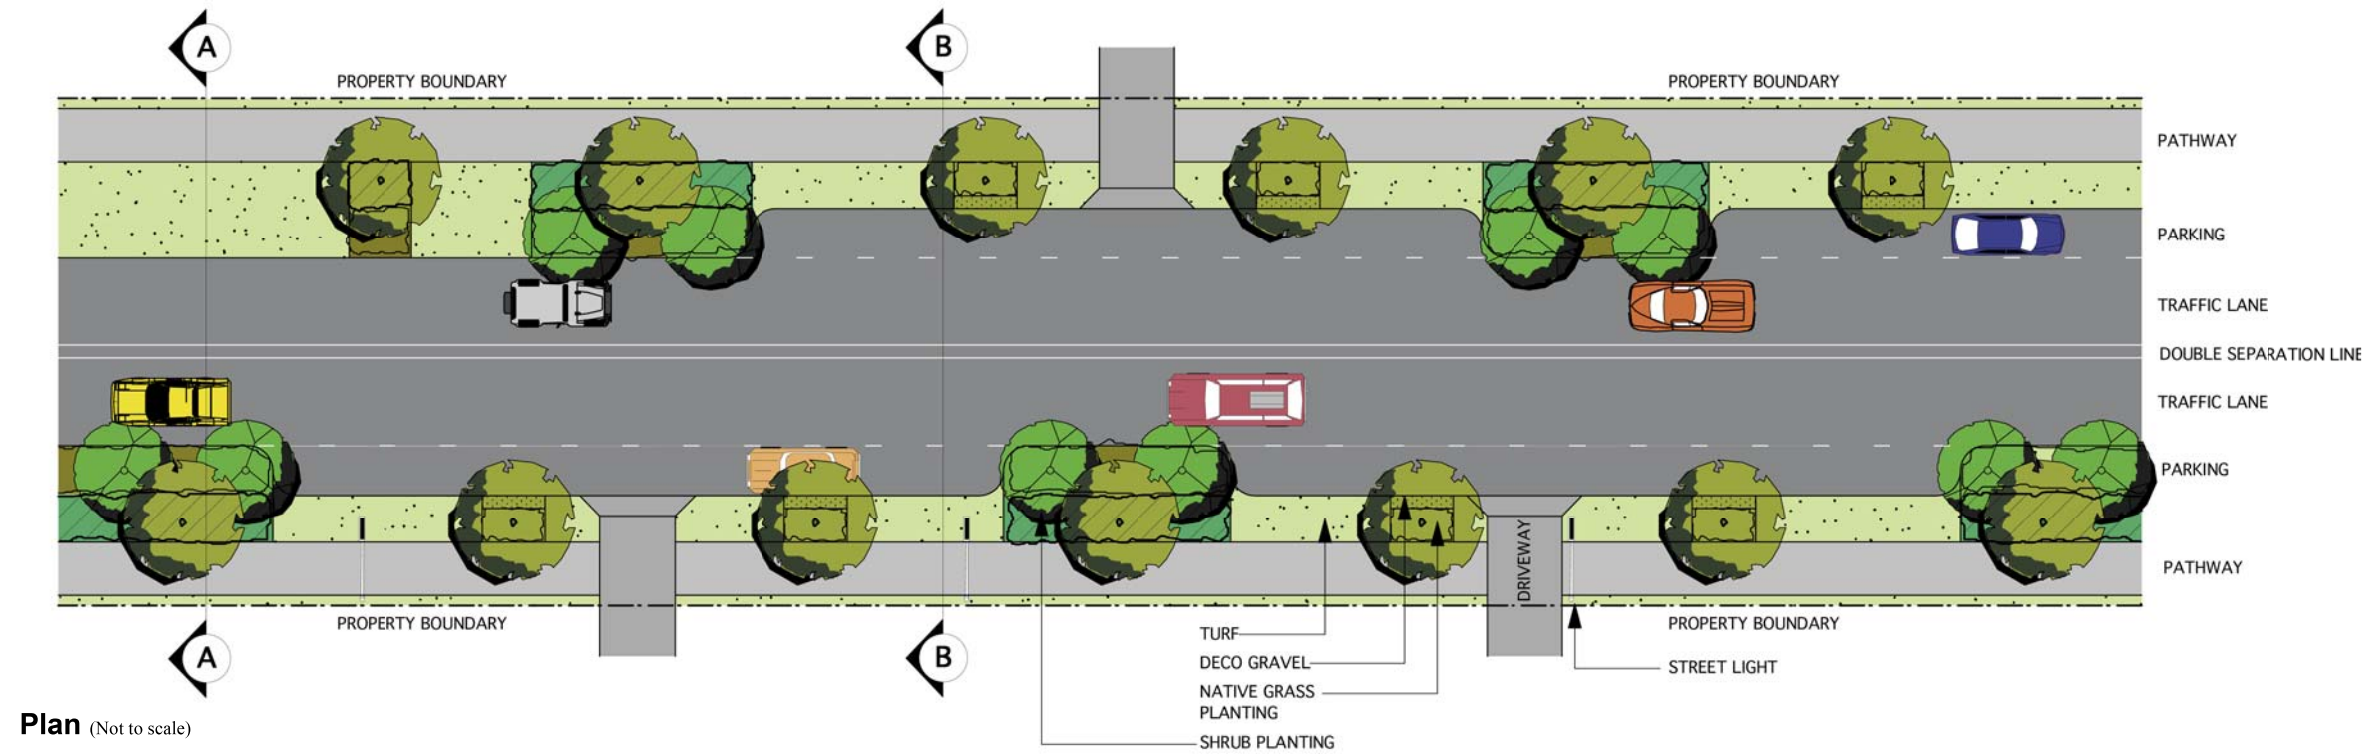 A
B
PROPERTY BOUNDARY
PROPERTY BOUNDARY
PATHWAY
PARKING
TRAFFIC LANE
DOUBLE SEPARATION LINE
TRAFFIC LANE
PARKING
DRIVEWAY
PATHWAY
PROPERTY BOUNDARY
PROPERTY BOUNDARY
A
B
TURF
DECO GRAVEL
NATIVE GRASS
PLANTING
SHRUB PLANTING
STREET LIGHT
Plan (Not to scale)